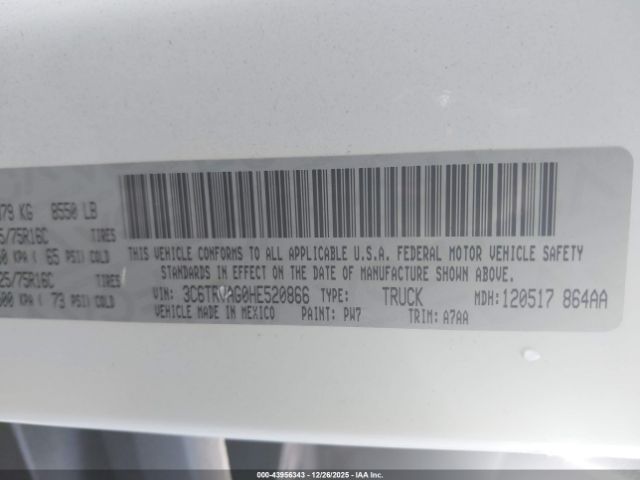 79 KG 8550 LB
/75R16C TIRES
0 KPA ( 65 PSI) COLD
25/75R16C TIRES
00 KPA ( 73 PSI) COLD
THIS VEHICLE CONFORMS TO ALL APPLICABLE U.S.A. FEDERAL MOTOR VEHICLE SAFETY
STANDARDS IN EFFECT ON THE DATE OF MANUFACTURE SHOWN ABOVE.
VIN: 3C6TRVAG0HE520866 TYPE: TRUCK MDH: 120517 864AA
VEHICLE MADE IN MEXICO PAINT: PW7 TRIM: A7AA
000-43956343 - 12/26/2025 - IAAI.COM